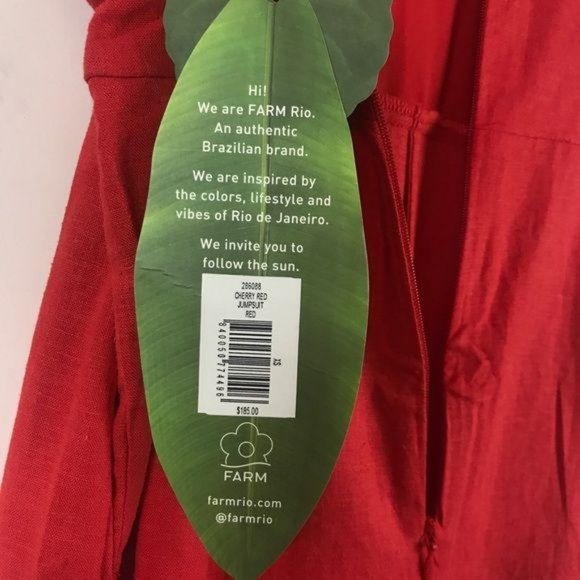 Hi!
We are FARM Rio.
An authentic
Brazilian brand.
We are inspired by
the colors, lifestyle and
vibes of Rio de Janeiro.
We invite you to
follow the sun.
286088
CHERRY RED
JUMPSUIT
RED
8400507774496
XS
$185.00
FARM
farmrio.com
@farmrio